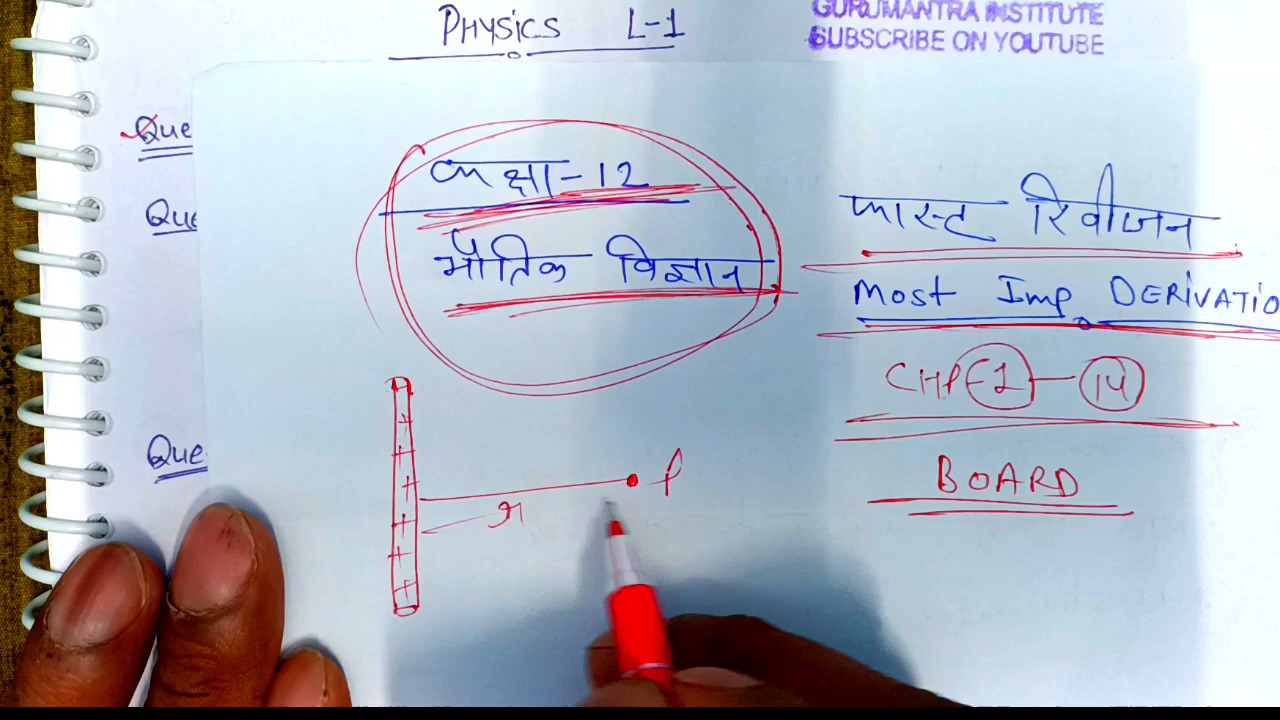 Physics L-1
GURUMANTRA INSTITUTE
SUBSCRIBE ON YOUTUBE
Que
Que
Que
कक्षा-12
भौतिक विज्ञान
फास्ट रिवीजन
Most Imp DERIVATIO
CHP-1-14
BOARD
r
P